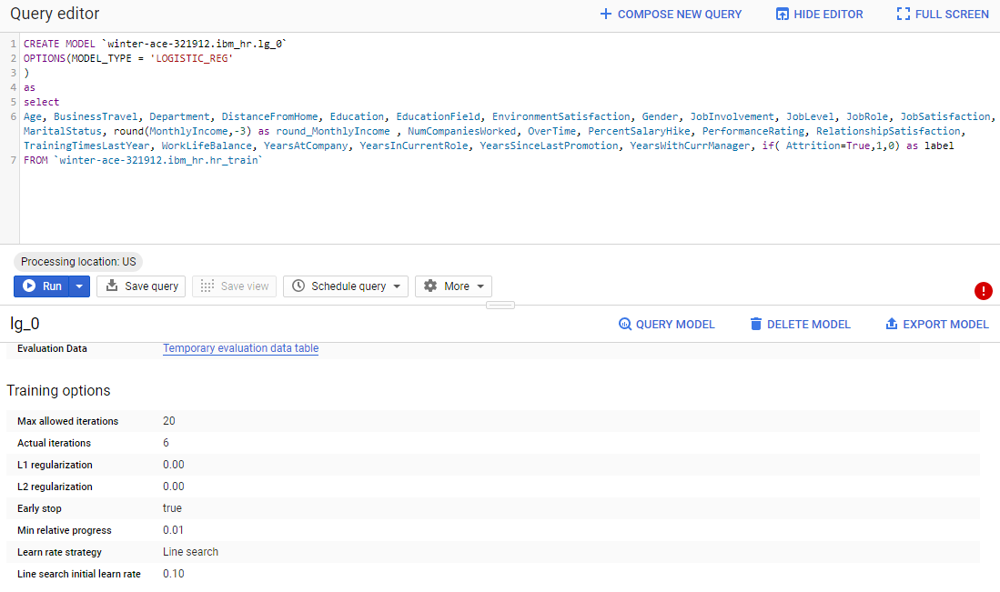 Query editor
COMPOSE NEW QUERY
HIDE EDITOR
FULL SCREEN
1 CREATE MODEL `winter-ace-321912.ibm_hr.lg_0`
2 OPTIONS(MODEL_TYPE = 'LOGISTIC_REG'
3 )
4 as
5 select
6 Age, BusinessTravel, Department, DistanceFromHome, Education, EducationField, EnvironmentSatisfaction, Gender, JobInvolvement, JobLevel, JobRole, JobSatisfaction,
MaritalStatus, round(MonthlyIncome,-3) as round_MonthlyIncome , NumCompaniesWorked, OverTime, PercentSalaryHike, PerformanceRating, RelationshipSatisfaction,
TrainingTimesLastYear, WorkLifeBalance, YearsAtCompany, YearsInCurrentRole, YearsSinceLastPromotion, YearsWithCurrManager, if( Attrition=True,1,0) as label
7 FROM `winter-ace-321912.ibm_hr.hr_train`
Processing location: US
Run
Save query
Save view
Schedule query
More
lg_0
QUERY MODEL
DELETE MODEL
EXPORT MODEL
Evaluation Data Temporary evaluation data table
Training options
Max allowed iterations 20
Actual iterations 6
L1 regularization 0.00
L2 regularization 0.00
Early stop true
Min relative progress 0.01
Learn rate strategy Line search
Line search initial learn rate 0.10